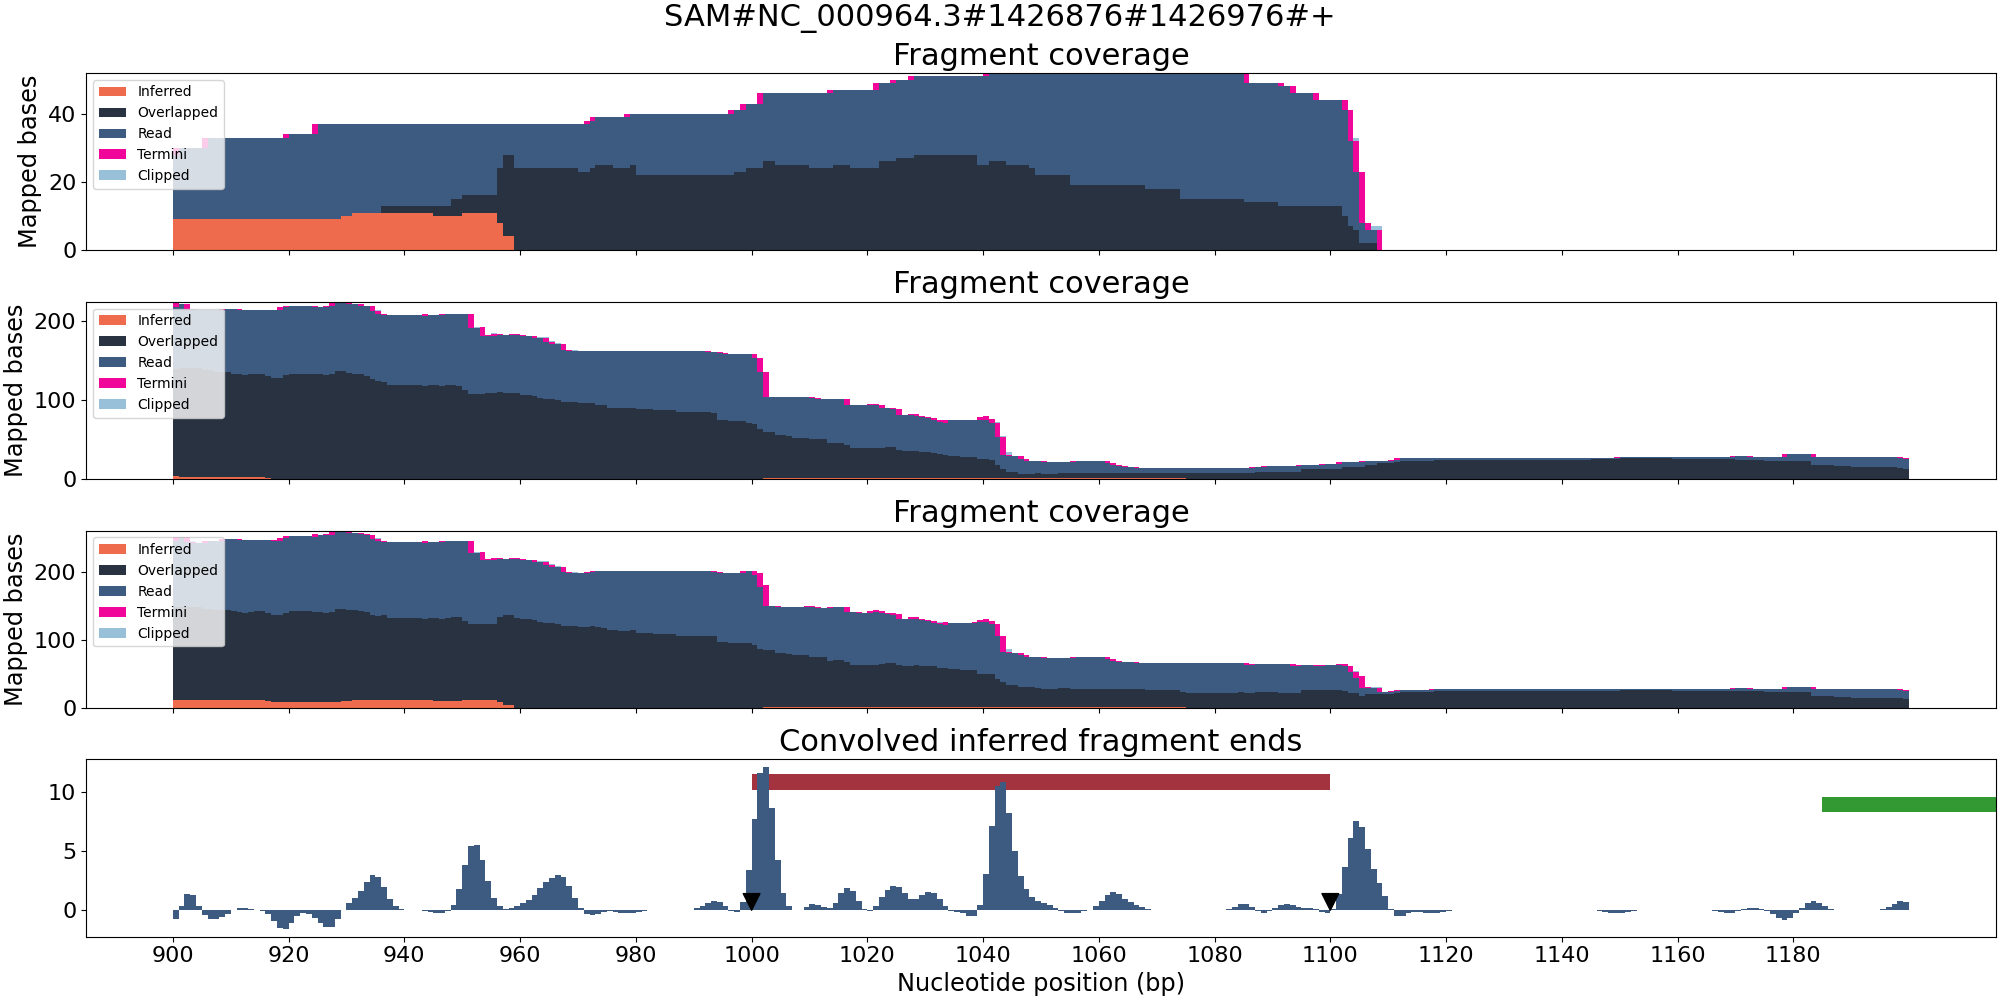 SAM#NC_000964.3#1426876#1426976#+
Fragment coverage
Mapped bases
40
20
0
Inferred
Overlapped
Read
Termini
Clipped
Fragment coverage
Mapped bases
200
100
0
Inferred
Overlapped
Read
Termini
Clipped
Fragment coverage
Mapped bases
200
100
0
Inferred
Overlapped
Read
Termini
Clipped
Convolved inferred fragment ends
10
5
0
900 920 940 960 980 1000 1020 1040 1060 1080 1100 1120 1140 1160 1180
Nucleotide position (bp)